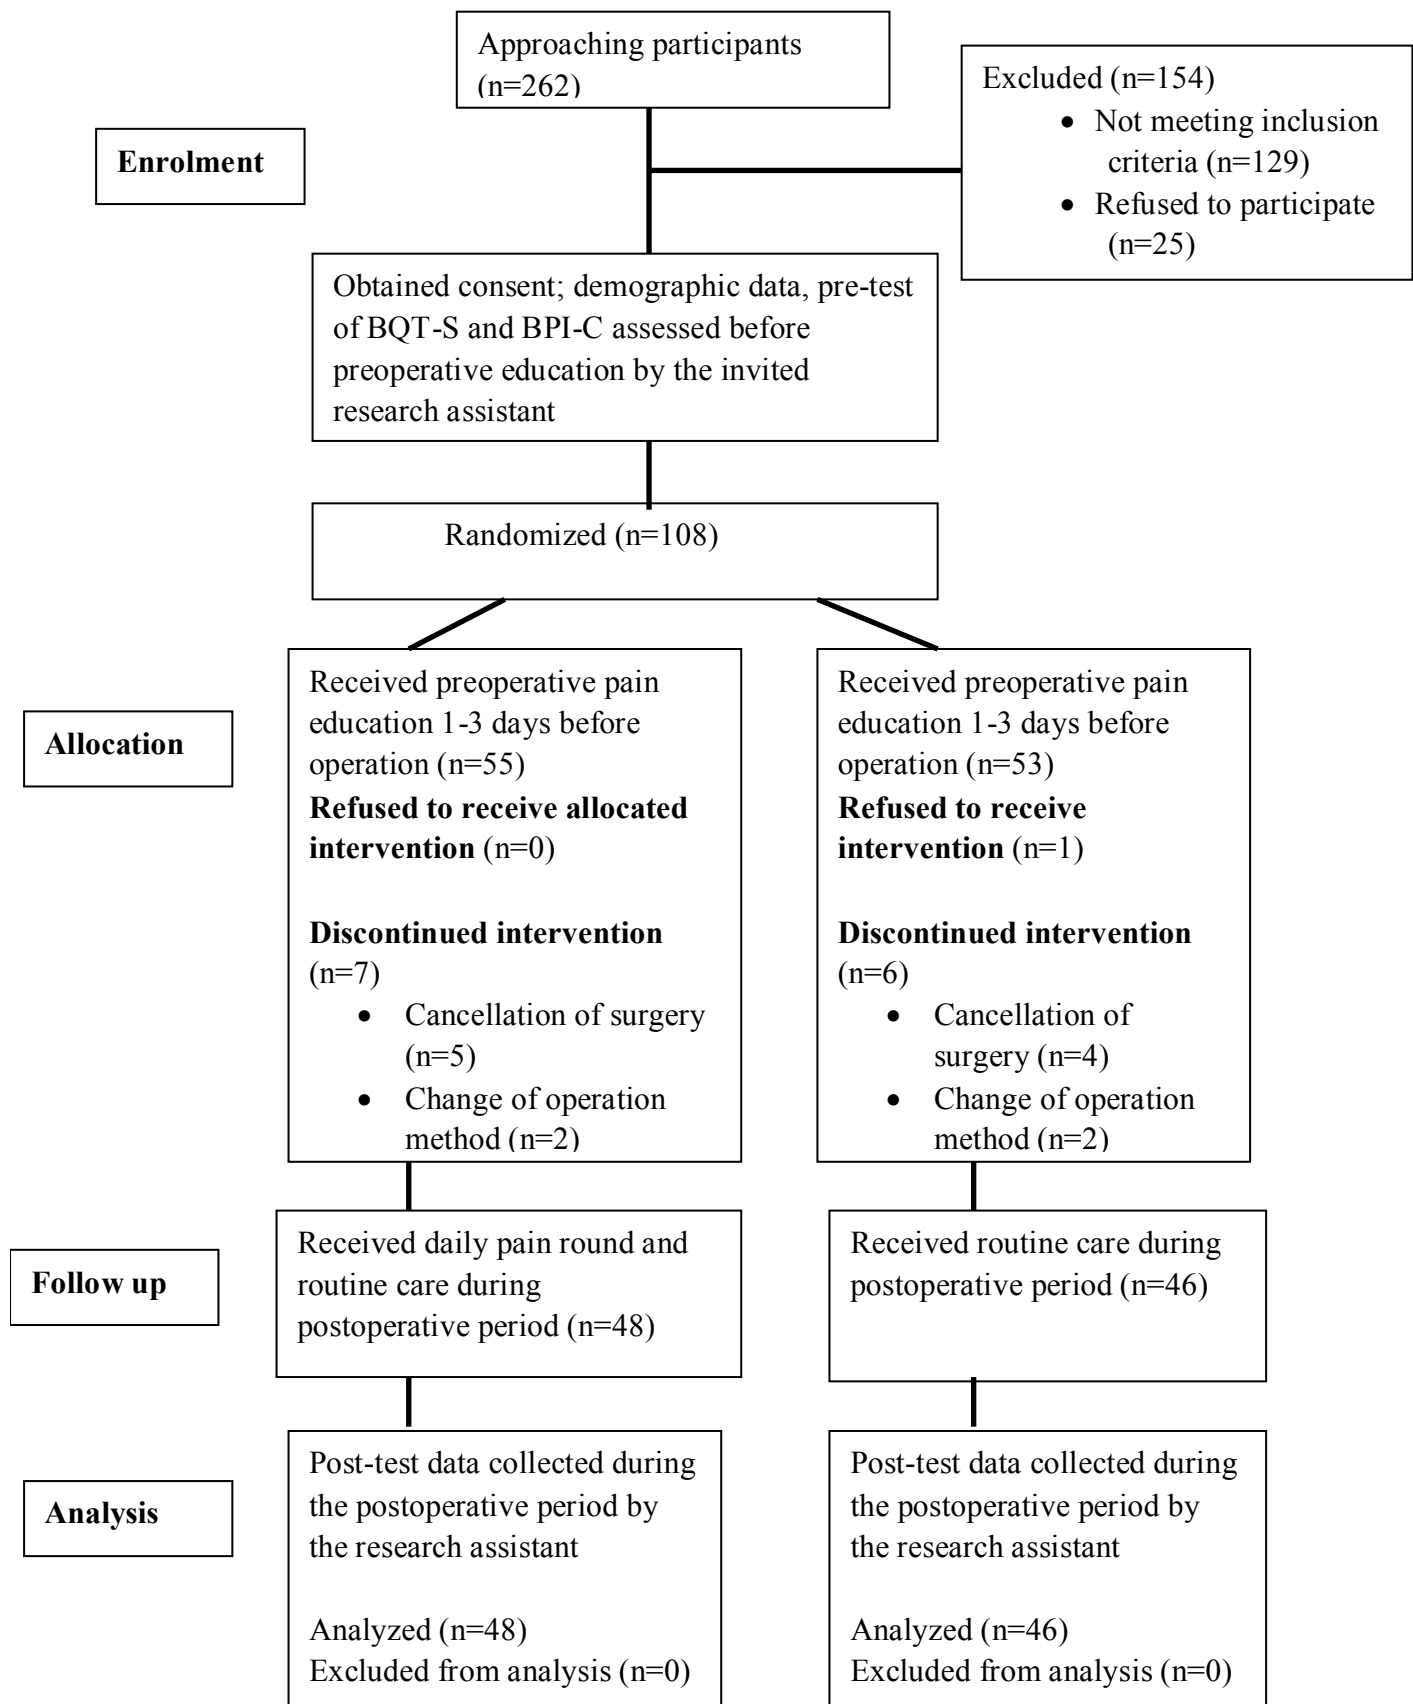 Approaching participants
(n=262)
Excluded (n=154)
• Not meeting inclusion
criteria (n=129)
• Refused to participate
(n=25)
Enrolment
Obtained consent; demographic data, pre-test
of BQT-S and BPI-C assessed before
preoperative education by the invited
research assistant
Randomized (n=108)
Allocation
Received preoperative pain
education 1-3 days before
operation (n=55)
Refused to receive allocated
intervention (n=0)
Discontinued intervention
(n=7)
• Cancellation of surgery
(n=5)
• Change of operation
method (n=2)
Received preoperative pain
education 1-3 days before
operation (n=53)
Refused to receive
intervention (n=1)
Discontinued intervention
(n=6)
• Cancellation of
surgery (n=4)
• Change of operation
method (n=2)
Follow up
Received daily pain round and
routine care during
postoperative period (n=48)
Received routine care during
postoperative period (n=46)
Analysis
Post-test data collected during
the postoperative period by
the research assistant
Analyzed (n=48)
Excluded from analysis (n=0)
Post-test data collected during
the postoperative period by
the research assistant
Analyzed (n=46)
Excluded from analysis (n=0)